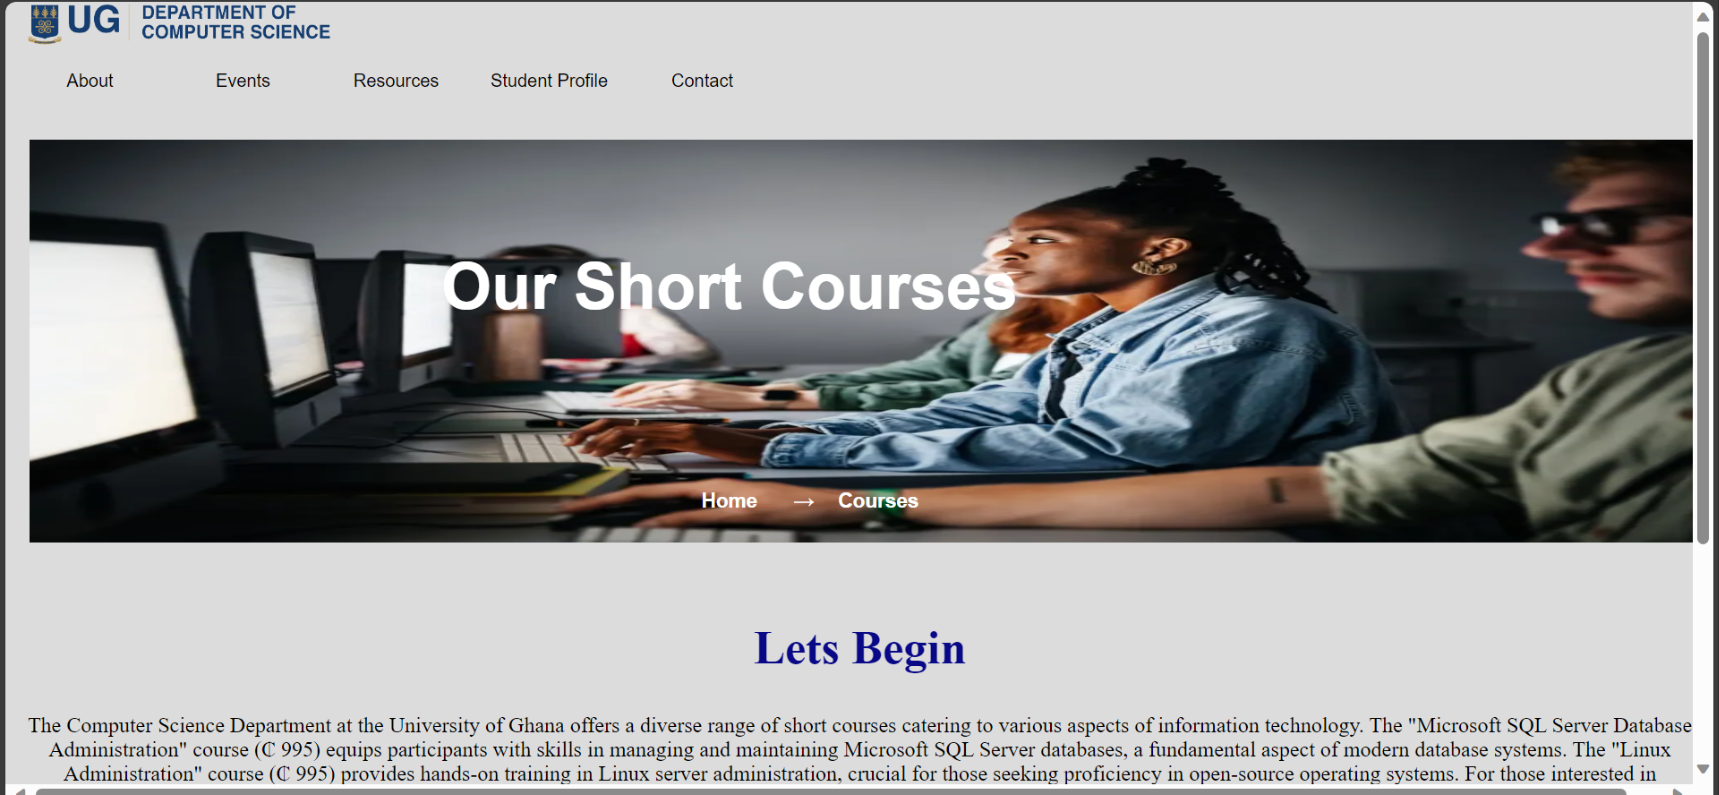 UG DEPARTMENT OF
COMPUTER SCIENCE
About Events Resources Student Profile Contact
Our Short Courses
Home → Courses
Lets Begin
The Computer Science Department at the University of Ghana offers a diverse range of short courses catering to various aspects of information technology. The "Microsoft SQL Server Database
Administration" course (₵ 995) equips participants with skills in managing and maintaining Microsoft SQL Server databases, a fundamental aspect of modern database systems. The "Linux
Administration" course (₵ 995) provides hands-on training in Linux server administration, crucial for those seeking proficiency in open-source operating systems. For those interested in